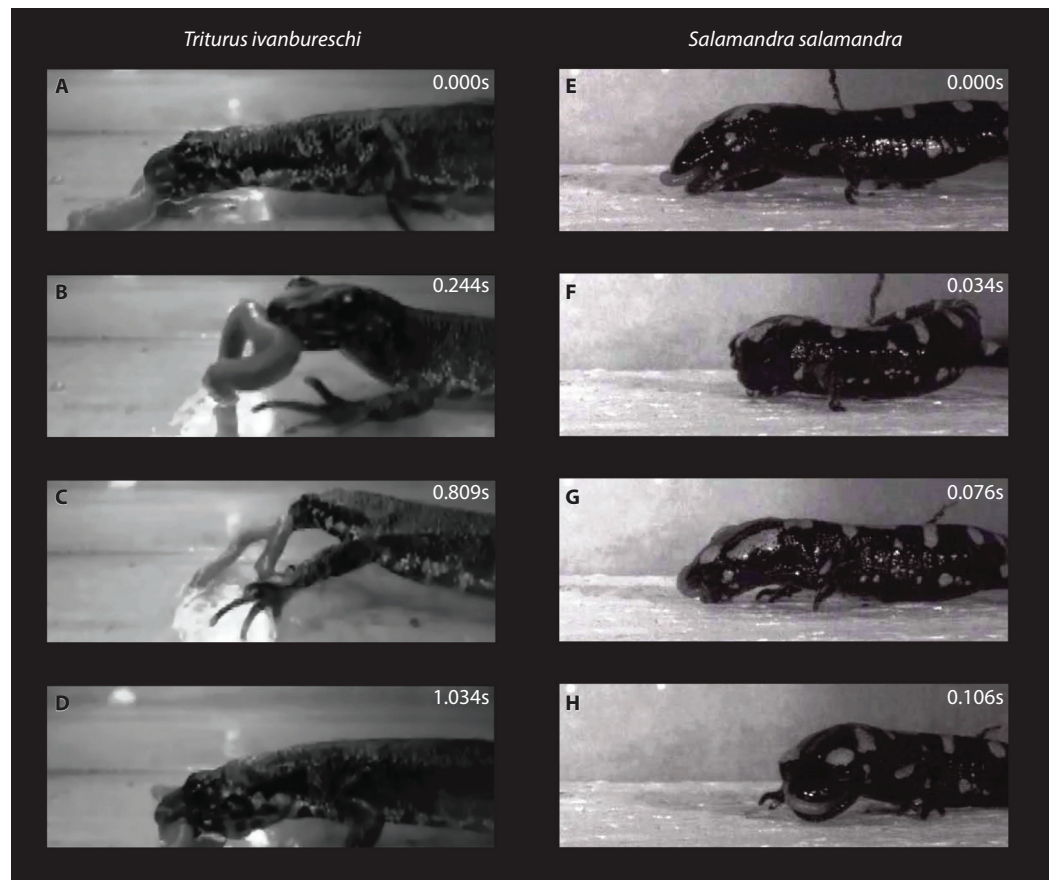 Triturus ivanbureschi
Salamandra salamandra
A
0.000s
E
0.000s
B
0.244s
F
0.034s
C
0.809s
G
0.076s
D
1.034s
H
0.106s